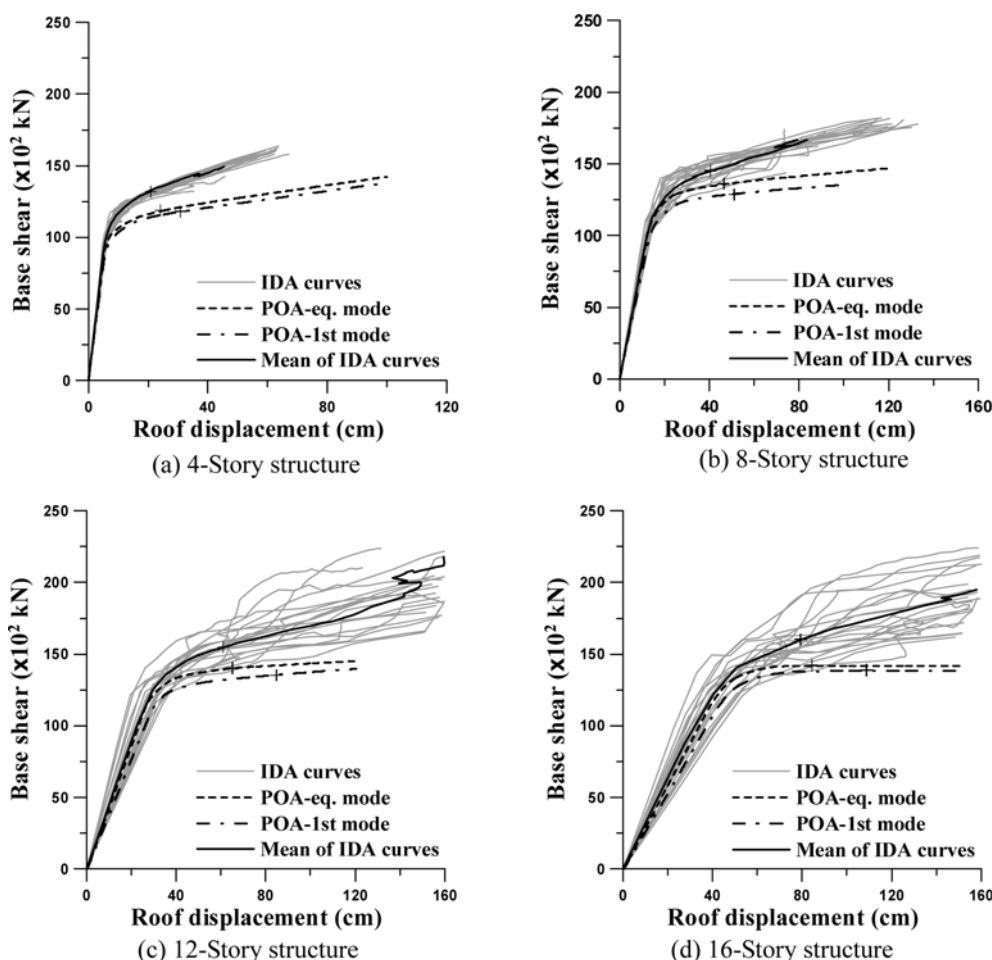 250
200
150
100
50
0
Base shear (x10² kN)
IDA curves
POA-eq. mode
POA-1st mode
Mean of IDA curves
0 40 80 120
Roof displacement (cm)
(a) 4-Story structure
250
200
150
100
50
0
Base shear (x10² kN)
IDA curves
POA-eq. mode
POA-1st mode
Mean of IDA curves
0 40 80 120 160
Roof displacement (cm)
(b) 8-Story structure
250
200
150
100
50
0
Base shear (x10² kN)
IDA curves
POA-eq. mode
POA-1st mode
Mean of IDA curves
0 40 80 120 160
Roof displacement (cm)
(c) 12-Story structure
250
200
150
100
50
0
Base shear (x10² kN)
IDA curves
POA-eq. mode
POA-1st mode
Mean of IDA curves
0 40 80 120 160
Roof displacement (cm)
(d) 16-Story structure